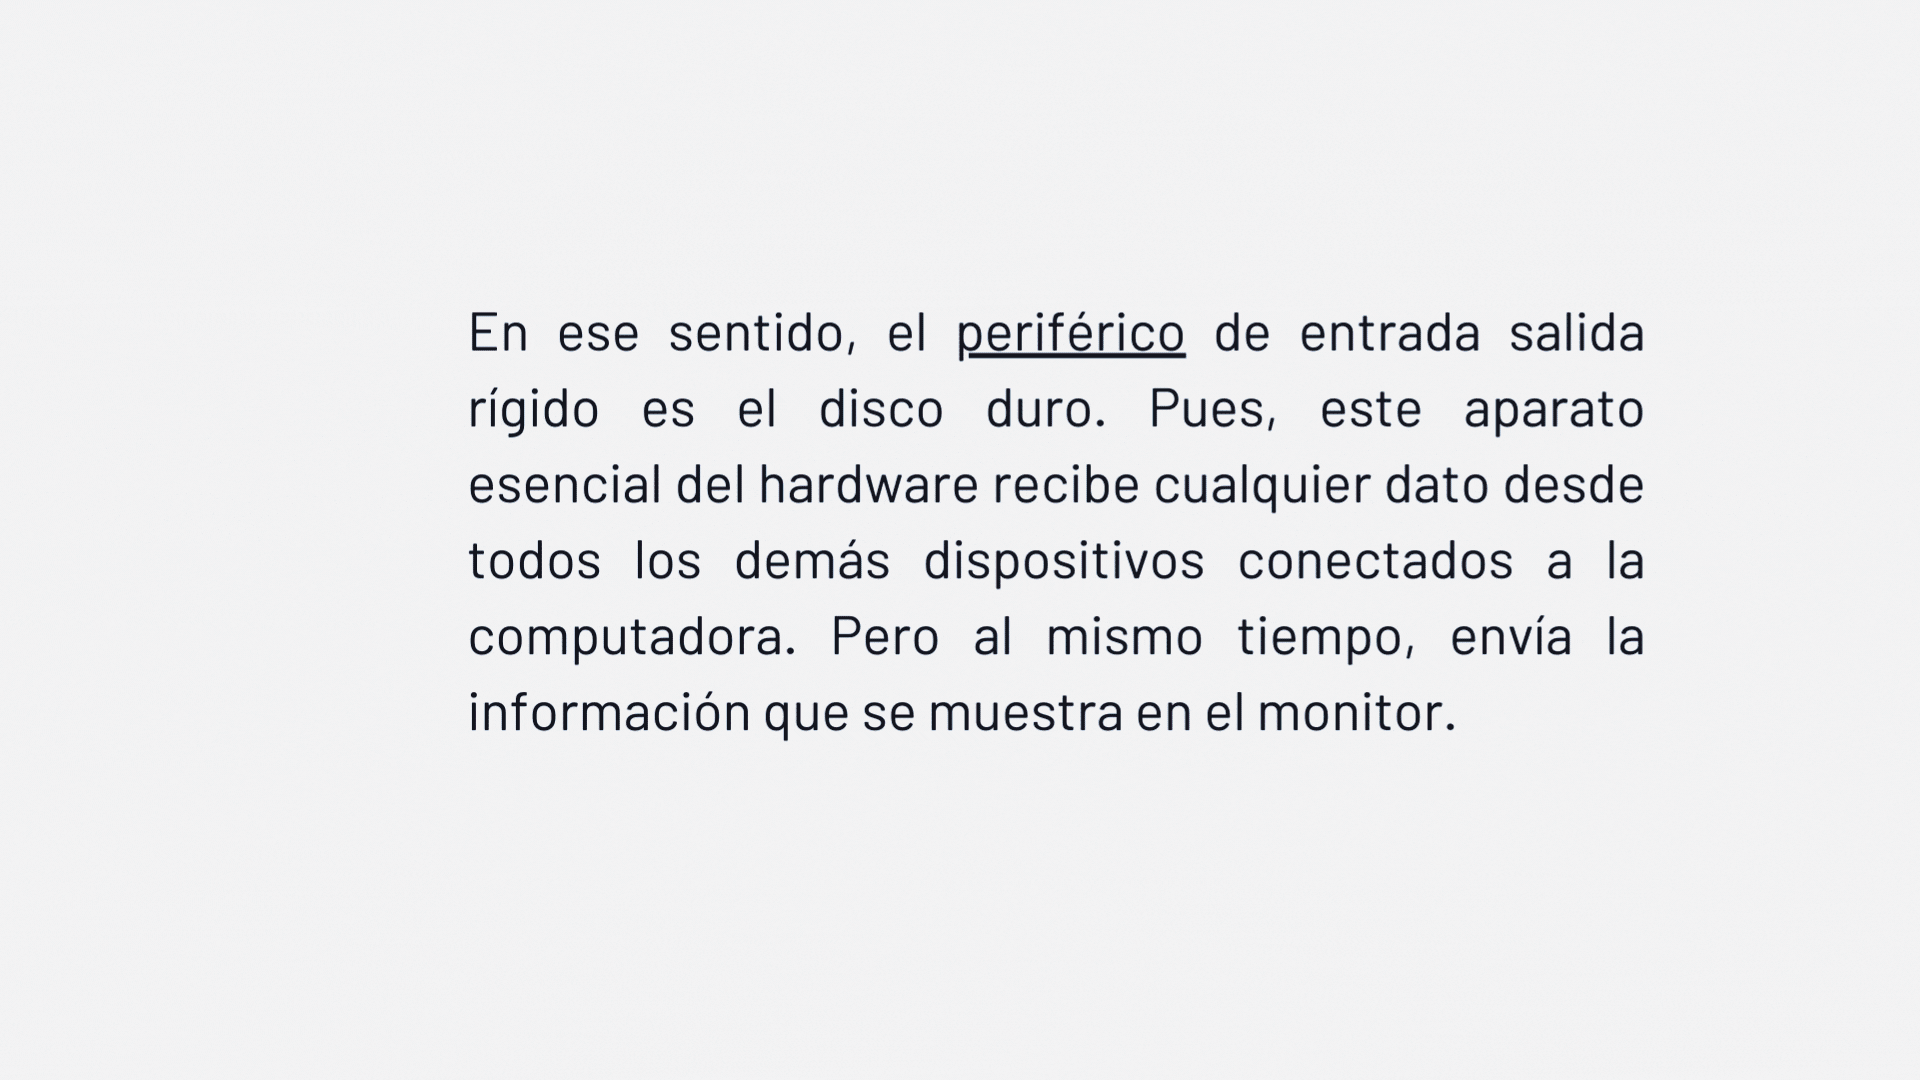 En ese sentido, el periférico de entrada salida
rígido es el disco duro. Pues, este aparato
esencial del hardware recibe cualquier dato desde
todos los demás dispositivos conectados a la
computadora. Pero al mismo tiempo, envía la
información que se muestra en el monitor.